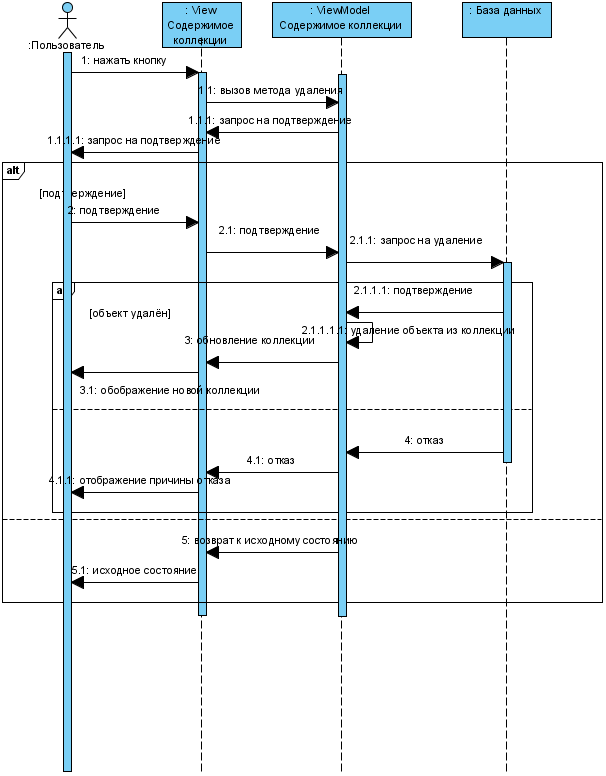 :Пользователь
: View
Содержимое
коллекции
: ViewModel
Содержимое коллекции
: База данных
1: нажать кнопку
1.1: вызов метода удаления
1.1.1: запрос на подтверждение
1.1.1.1: запрос на подтверждение
alt
[подтверждение]
2: подтверждение
2.1: подтверждение
2.1.1: запрос на удаление
alt
2.1.1.1: подтверждение
[объект удалён]
2.1.1.1.1: удаление объекта из коллекции
3: обновление коллекции
3.1: обображение новой коллекции
4: отказ
4.1: отказ
4.1.1: отображение причины отказа
5: возврат к исходному состоянию
5.1: исходное состояние